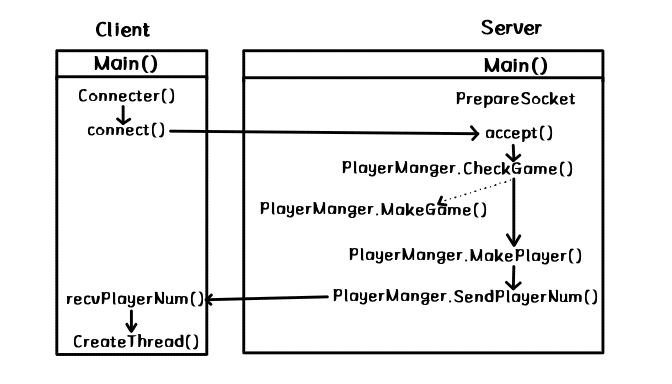 Client
Main()
Connecter()
connect()
recvPlayerNum()
CreateThread()
Server
Main()
PrepareSocket
accept()
PlayerManger.CheckGame()
PlayerManger.MakeGame()
PlayerManger.MakePlayer()
PlayerManger.SendPlayerNum()